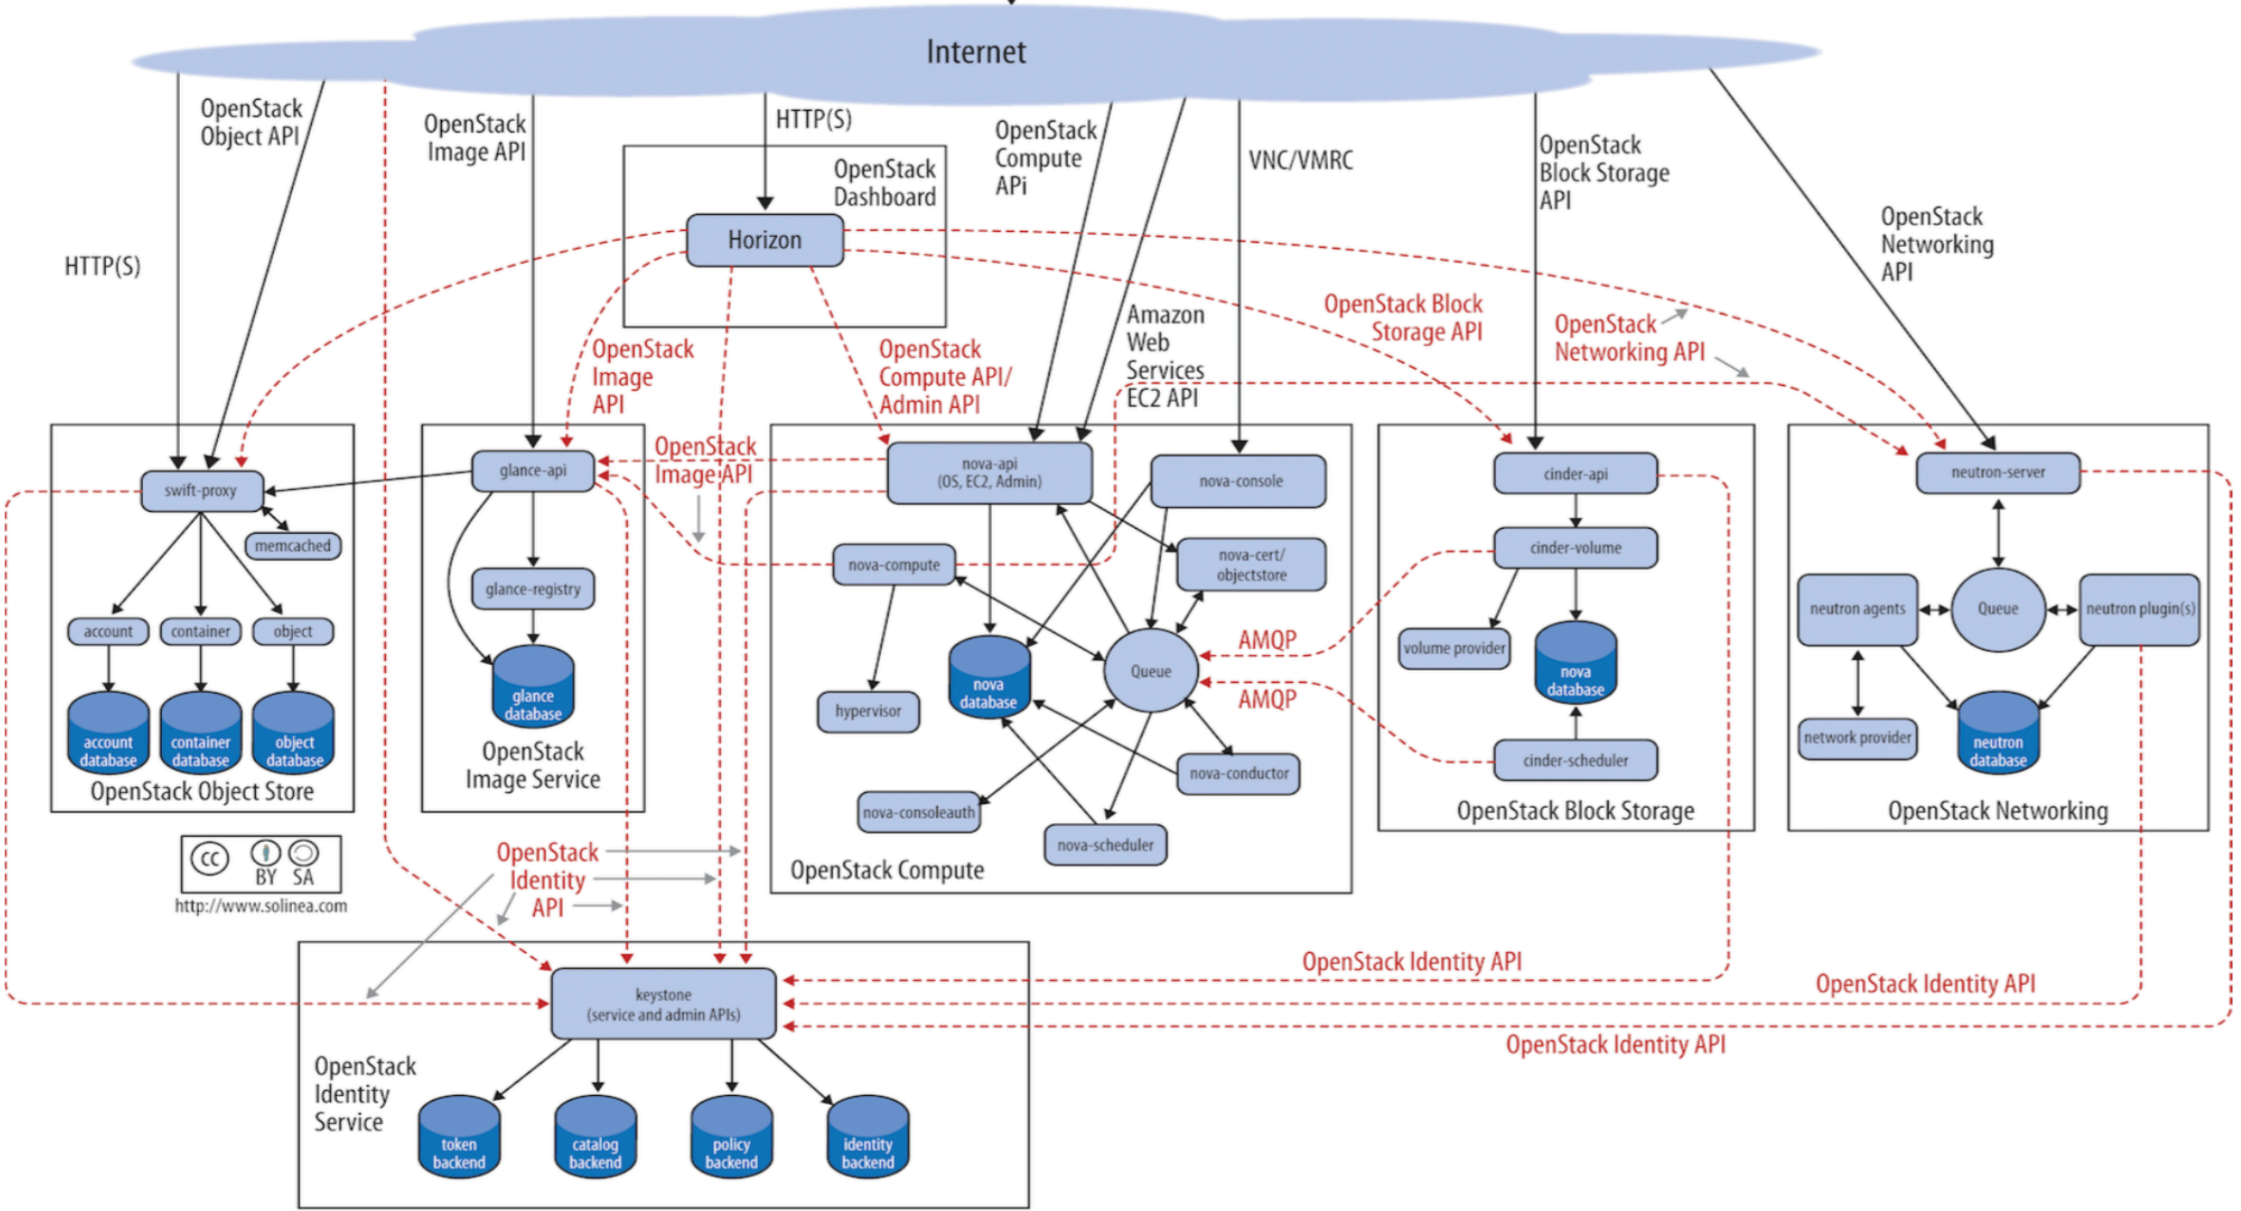 Internet
OpenStack
Object API
OpenStack
Image API
HTTP(S)
OpenStack
Compute
APi
VNC/VMRC
OpenStack
Block Storage
API
OpenStack
Networking
API
HTTP(S)
OpenStack
Dashboard
Horizon
Amazon
Web
Services
EC2 API
OpenStack
Image
API
OpenStack
Compute API/
Admin API
OpenStack Block
Storage API
OpenStack
Networking API
OpenStack
Image API
swift-proxy
memcached
account
container
object
account
database
container
database
object
database
OpenStack Object Store
glance-api
glance-registry
glance
database
OpenStack
Image Service
nova-api
(OS, EC2, Admin)
nova-console
nova-compute
nova-cert/
objectstore
hypervisor
nova
database
Queue
nova-conductor
nova-consoleauth
nova-scheduler
OpenStack Compute
AMQP
AMQP
cinder-api
cinder-volume
volume provider
nova
database
cinder-scheduler
OpenStack Block Storage
neutron-server
neutron agents
Queue
neutron plugin(s)
network provider
neutron
database
OpenStack Networking
cc
BY SA
http://www.solinea.com
OpenStack
Identity
API
OpenStack Identity API
OpenStack Identity API
OpenStack Identity API
keystone
(service and admin APIs)
OpenStack
Identity
Service
token
backend
catalog
backend
policy
backend
identity
backend